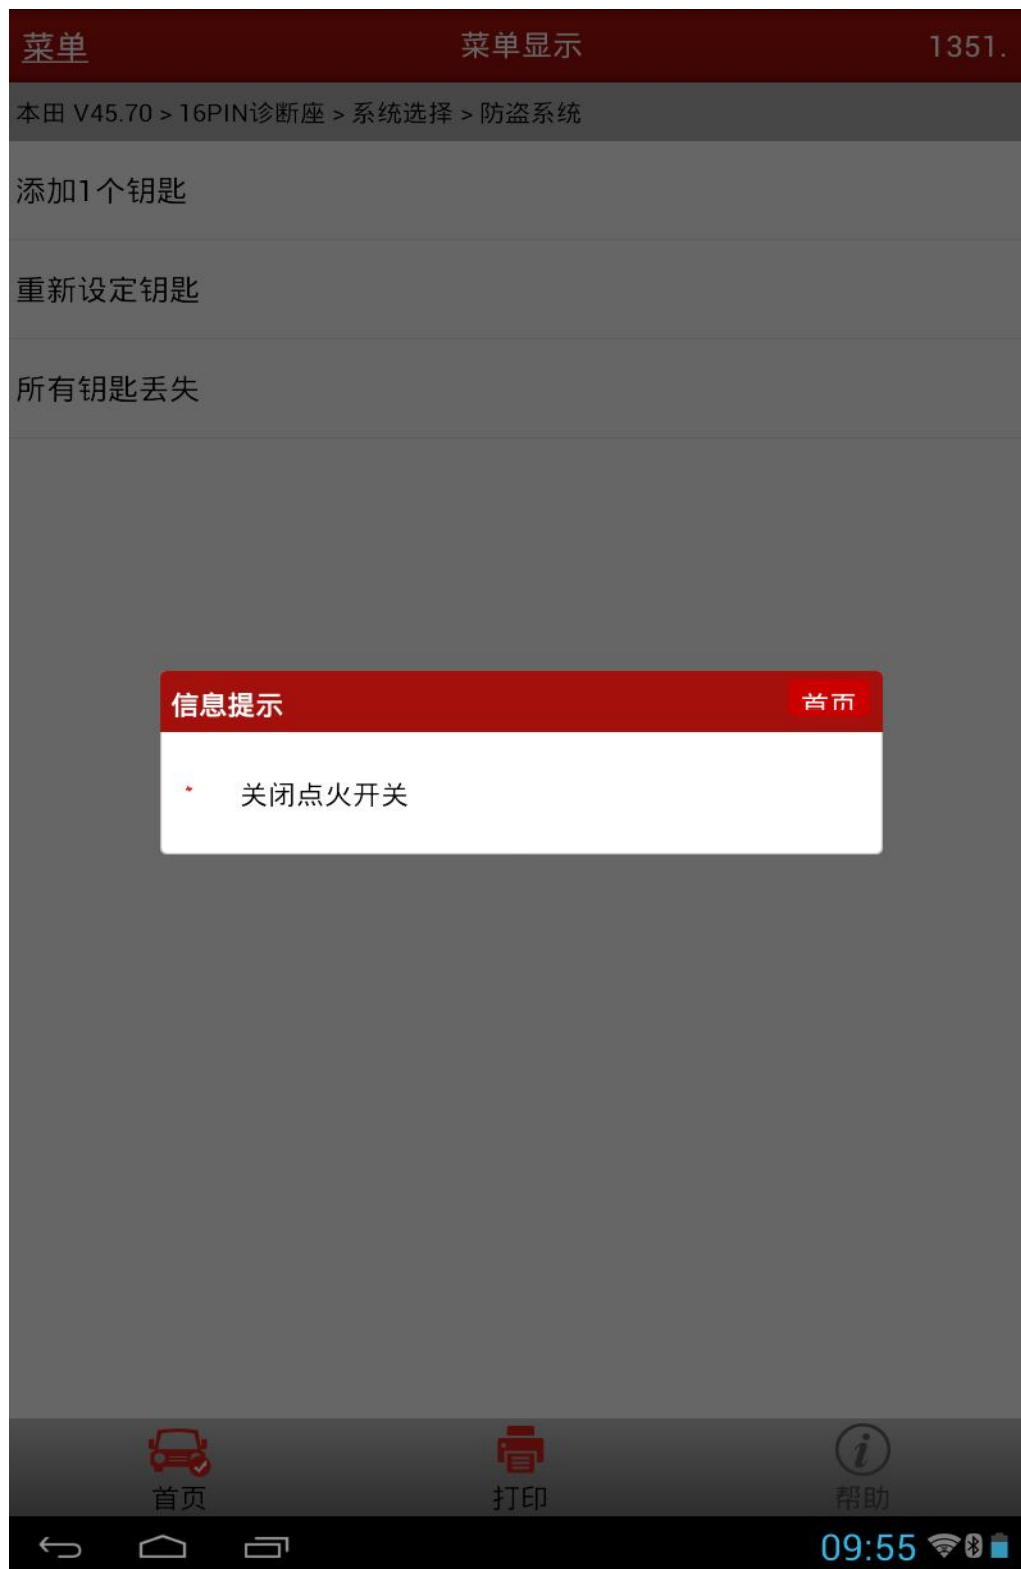 菜单 菜单显示 1351.
本田 V45.70 > 16PIN诊断座 > 系统选择 > 防盗系统
添加1个钥匙
重新设定钥匙
所有钥匙丢失
信息提示 首页
关闭点火开关
首页 打印 帮助
09:55